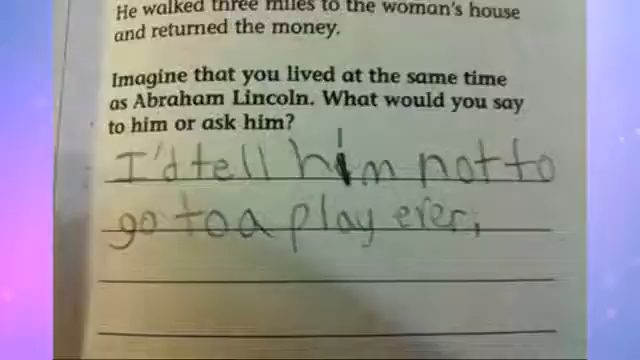 He walked three miles to the woman's house
and returned the money.
Imagine that you lived at the same time
as Abraham Lincoln. What would you say
to him or ask him?
I'd tell him not to
go to a play ever.